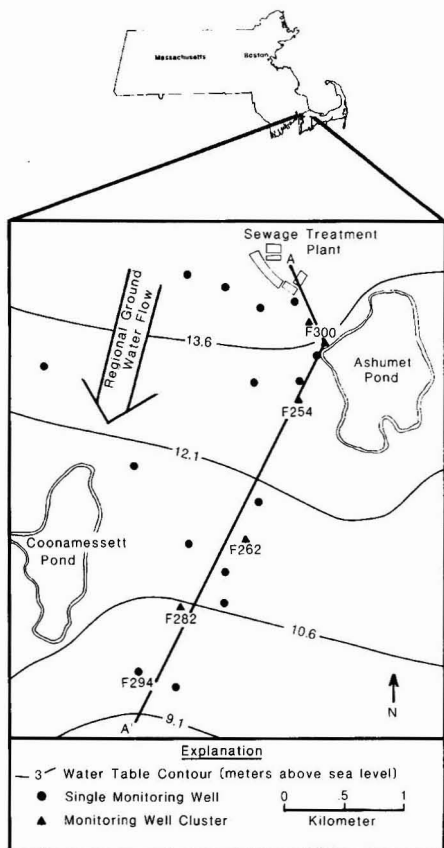 Massachusetts
Boston
Sewage Treatment
Plant
A
F300
13.6
Regional Ground
Water Flow
Ashumet
Pond
F254
12.1
F262
Coonamessett
Pond
F282
10.6
F294
N
9.1
A'
Explanation
3 Water Table Contour (meters above sea level)
Single Monitoring Well
Monitoring Well Cluster
0 .5 1
Kilometer